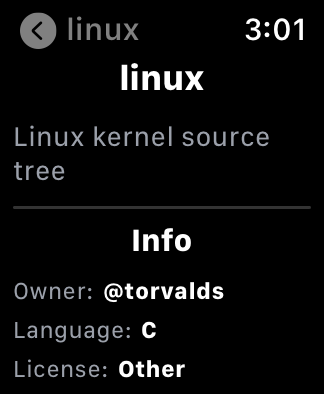 linux 3:01
linux
Linux kernel source
tree
Info
Owner: @torvalds
Language: C
License: Other